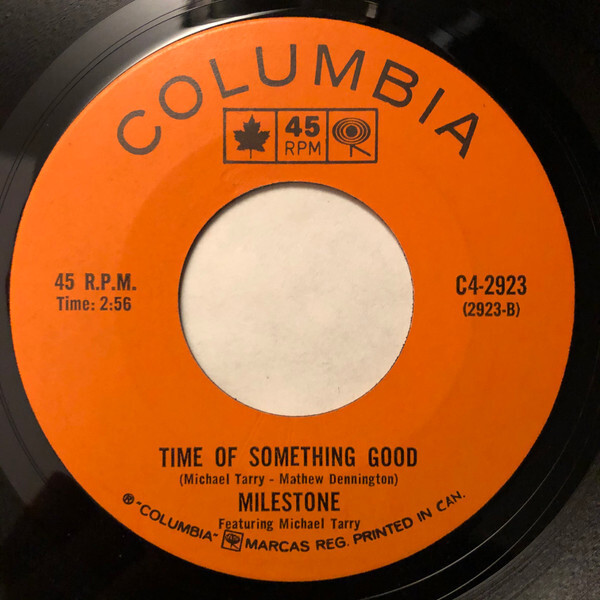 COLUMBIA
45
RPM
45 R.P.M.
Time: 2:56
C4-2923
(2923-B)
TIME OF SOMETHING GOOD
(Michael Tarry - Mathew Dennington)
MILESTONE
Featuring Michael Tarry
® "COLUMBIA" MARCAS REG. PRINTED IN CAN.